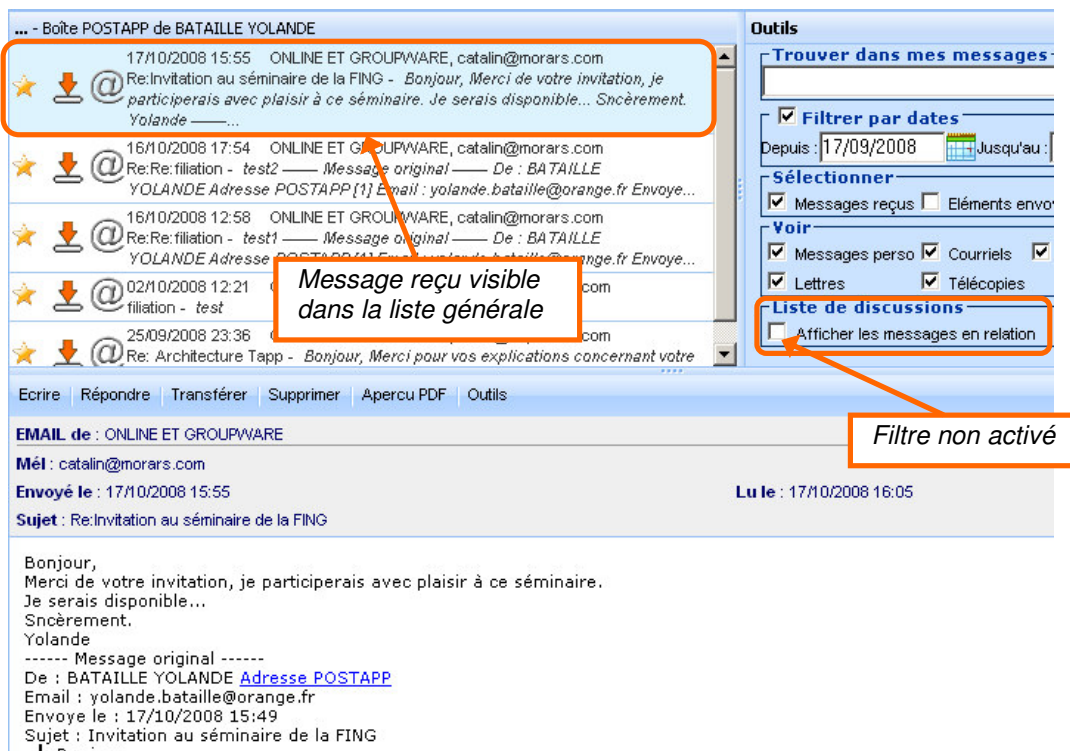 ... - Boîte POSTAPP de BATAILLE YOLANDE
17/10/2008 15:55 ONLINE ET GROUPWARE, catalin@morars.com
Re:Invitation au séminaire de la FING - Bonjour, Merci de votre invitation, je
participerais avec plaisir à ce séminaire. Je serais disponible... Sncèrement.
Yolande ——...
16/10/2008 17:54 ONLINE ET GROUPWARE, catalin@morars.com
Re:Re:filiation - test2 —— Message original —— De : BATAILLE
YOLANDE Adresse POSTAPP [1] Email : yolande.bataille@orange.fr Envoye...
16/10/2008 12:58 ONLINE ET GROUPWARE, catalin@morars.com
Re:Re:filiation - test1 —— Message original —— De : BATAILLE
YOLANDE Adresse POSTAPP [1] Email : yolande.bataille@orange.fr Envoye...
02/10/2008 12:21
filiation - test
25/09/2008 23:36
Re: Architecture Tapp - Bonjour, Merci pour vos explications concernant votre
Message reçu visible
dans la liste générale
Outils
Trouver dans mes messages
Filtrer par dates
Depuis : 17/09/2008 Jusqu'au :
Sélectionner
Messages reçus Eléments envo
Voir
Messages perso Courriels
Lettres Télécopies
Liste de discussions
Afficher les messages en relation
Filtre non activé
Ecrire Répondre Transférer Supprimer Apercu PDF Outils
EMAIL de : ONLINE ET GROUPWARE
Mél : catalin@morars.com
Envoyé le : 17/10/2008 15:55 Lu le : 17/10/2008 16:05
Sujet : Re:Invitation au séminaire de la FING
Bonjour,
Merci de votre invitation, je participerais avec plaisir à ce séminaire.
Je serais disponible...
Sncèrement.
Yolande
------ Message original ------
De : BATAILLE YOLANDE Adresse POSTAPP
Email : yolande.bataille@orange.fr
Envoye le : 17/10/2008 15:49
Sujet : Invitation au séminaire de la FING